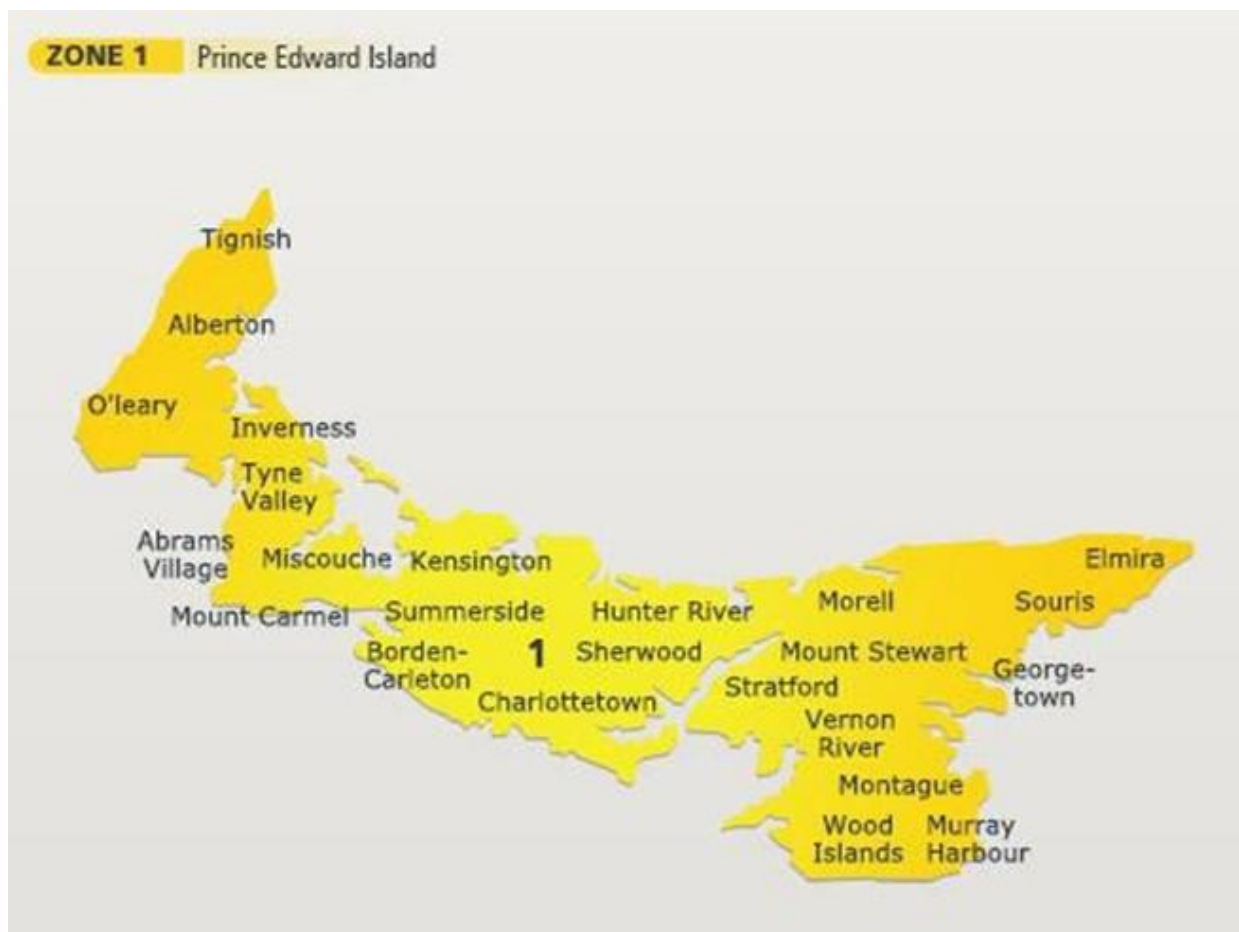 ZONE 1 Prince Edward Island
Tignish
Alberton
O'leary
Inverness
Tyne
Valley
Abrams
Village
Miscouche
Kensington
Elmira
Mount Carmel
Summerside
Hunter River
Morell
Souris
Borden-
Carleton
1
Sherwood
Mount Stewart
George-
town
Charlottetown
Stratford
Vernon
River
Montague
Wood
Islands
Murray
Harbour